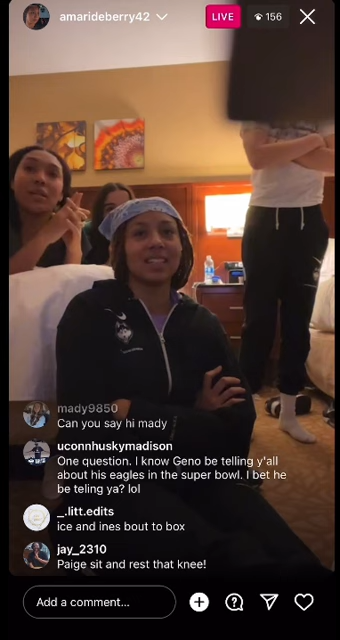 amarideberry42
LIVE
156
mady9850
Can you say hi mady
uconnhuskymadison
One question. I know Geno be telling y'all
about his eagles in the super bowl. I bet he
be teling ya? lol
_.litt.edits
ice and ines bout to box
jay_2310
Paige sit and rest that knee!
Add a comment...